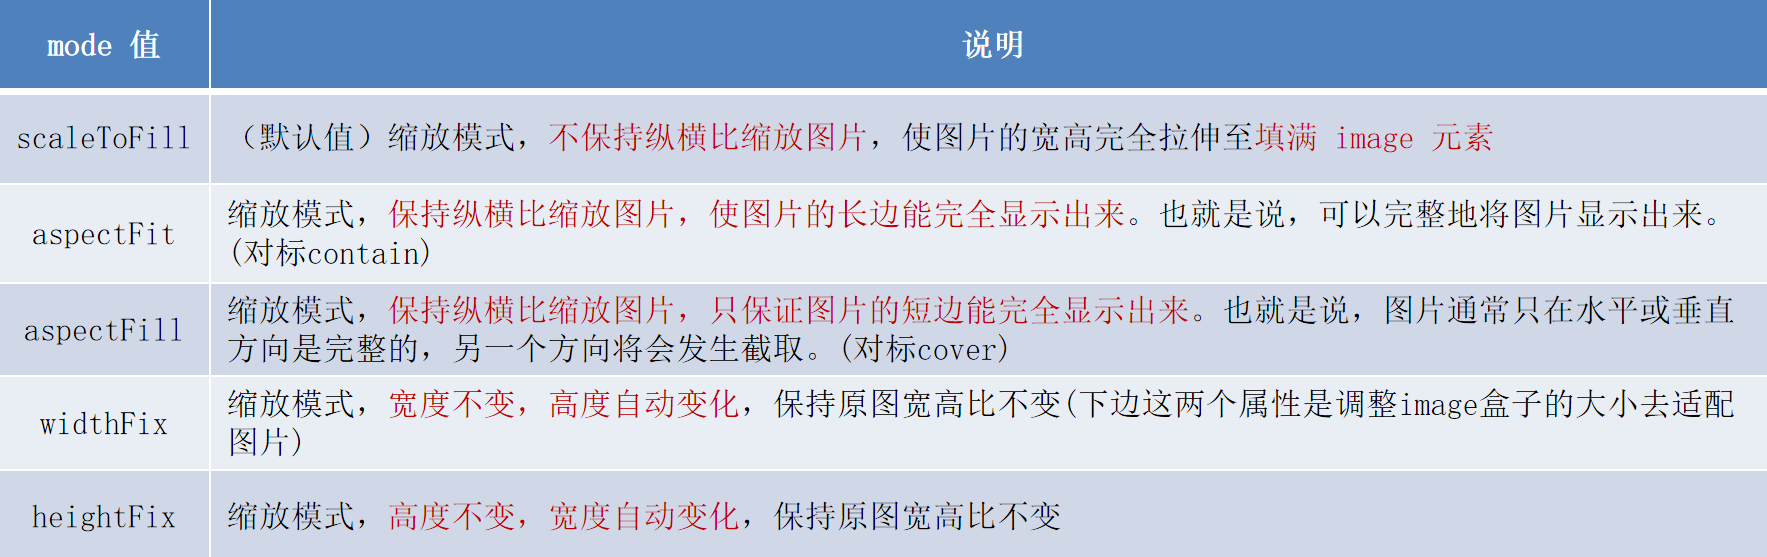 mode 值
说明
scaleToFill
（默认值）缩放模式，不保持纵横比缩放图片，使图片的宽高完全拉伸至填满 image 元素
aspectFit
缩放模式，保持纵横比缩放图片，使图片的长边能完全显示出来。也就是说，可以完整地将图片显示出来。
(对标contain)
aspectFill
缩放模式，保持纵横比缩放图片，只保证图片的短边能完全显示出来。也就是说，图片通常只在水平或垂直
方向是完整的，另一个方向将会发生截取。(对标cover)
widthFix
缩放模式，宽度不变，高度自动变化，保持原图宽高比不变(下边这两个属性是调整image盒子的大小去适配
图片)
heightFix
缩放模式，高度不变，宽度自动变化，保持原图宽高比不变